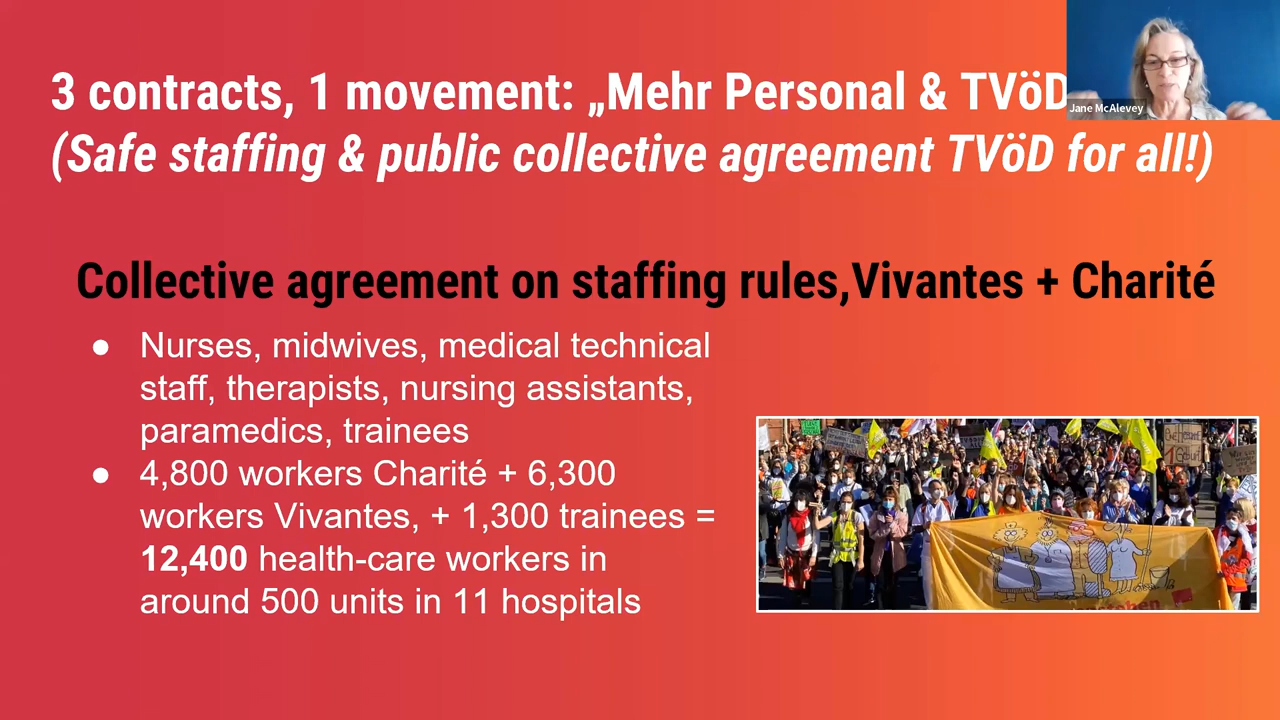 3 contracts, 1 movement: „Mehr Personal & TVöD
(Safe staffing & public collective agreement TVöD for all!)
Jane McAlevey
Collective agreement on staffing rules,Vivantes + Charité
● Nurses, midwives, medical technical
staff, therapists, nursing assistants,
paramedics, trainees
● 4,800 workers Charité + 6,300
workers Vivantes, + 1,300 trainees =
12,400 health-care workers in
around 500 units in 11 hospitals